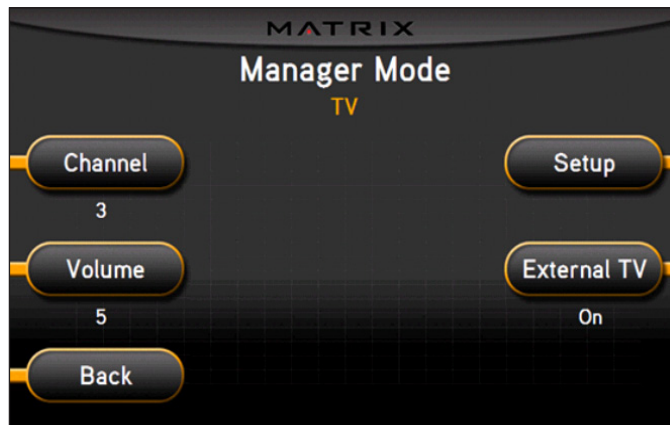 MATRIX
Manager Mode
TV
Channel
3
Volume
5
Back
Setup
External TV
On